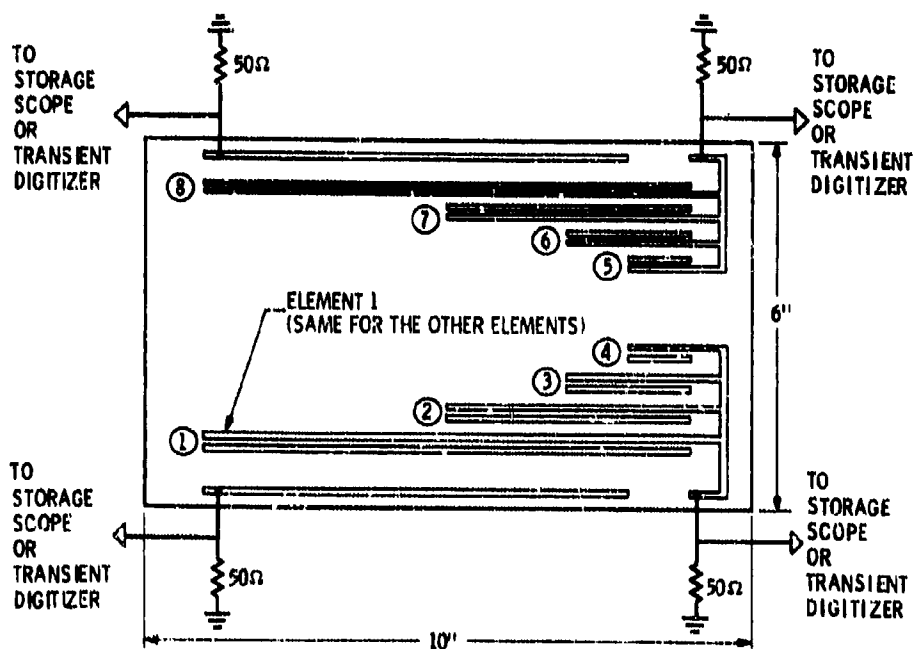 TO
STORAGE
SCOPE
OR
TRANSIENT
DIGITIZER
50Ω
50Ω
TO
STORAGE
SCOPE
OR
TRANSIENT
DIGITIZER
8
7
6
5
ELEMENT 1
(SAME FOR THE OTHER ELEMENTS)
6"
4
3
2
1
TO
STORAGE
SCOPE
OR
TRANSIENT
DIGITIZER
50Ω
50Ω
TO
STORAGE
SCOPE
OR
TRANSIENT
DIGITIZER
10"